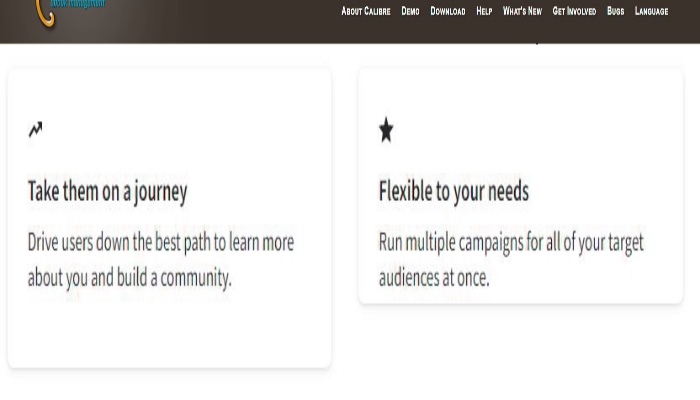 ebook management
About Calibre Demo Download Help What's New Get Involved Bugs Language
Take them on a journey
Drive users down the best path to learn more
about you and build a community.
Flexible to your needs
Run multiple campaigns for all of your target
audiences at once.